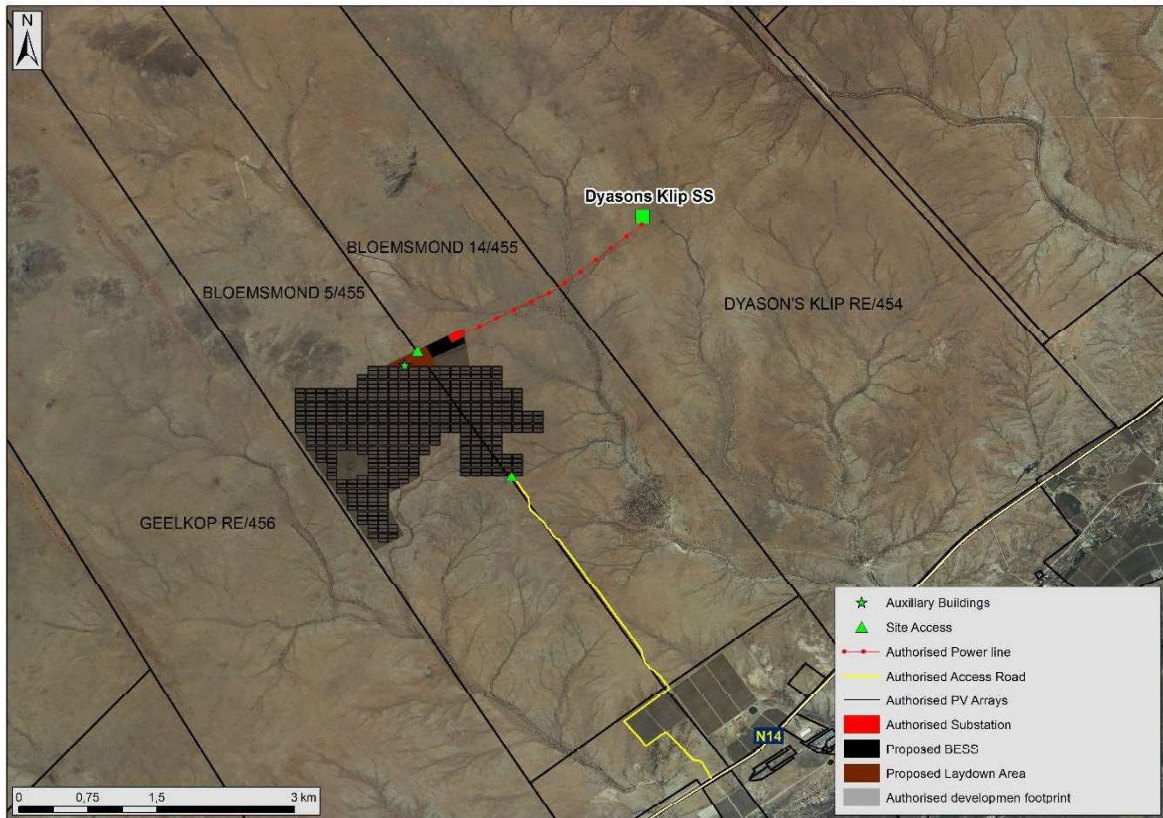 N
Dyasons Klip SS
BLOEMSMOND 14/455
BLOEMSMOND 5/455
DYASON'S KLIP RE/454
GEELKOP RE/456
N14
Auxillary Buildings
Site Access
Authorised Power line
Authorised Access Road
Authorised PV Arrays
Authorised Substation
Proposed BESS
Proposed Laydown Area
Authorised developmen footprint
0 0,75 1,5 3 km